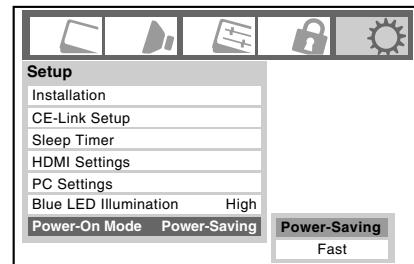 Setup
Installation
CE-Link Setup
Sleep Timer
HDMI Settings
PC Settings
Blue LED Illumination High
Power-On Mode Power-Saving
Power-Saving
Fast